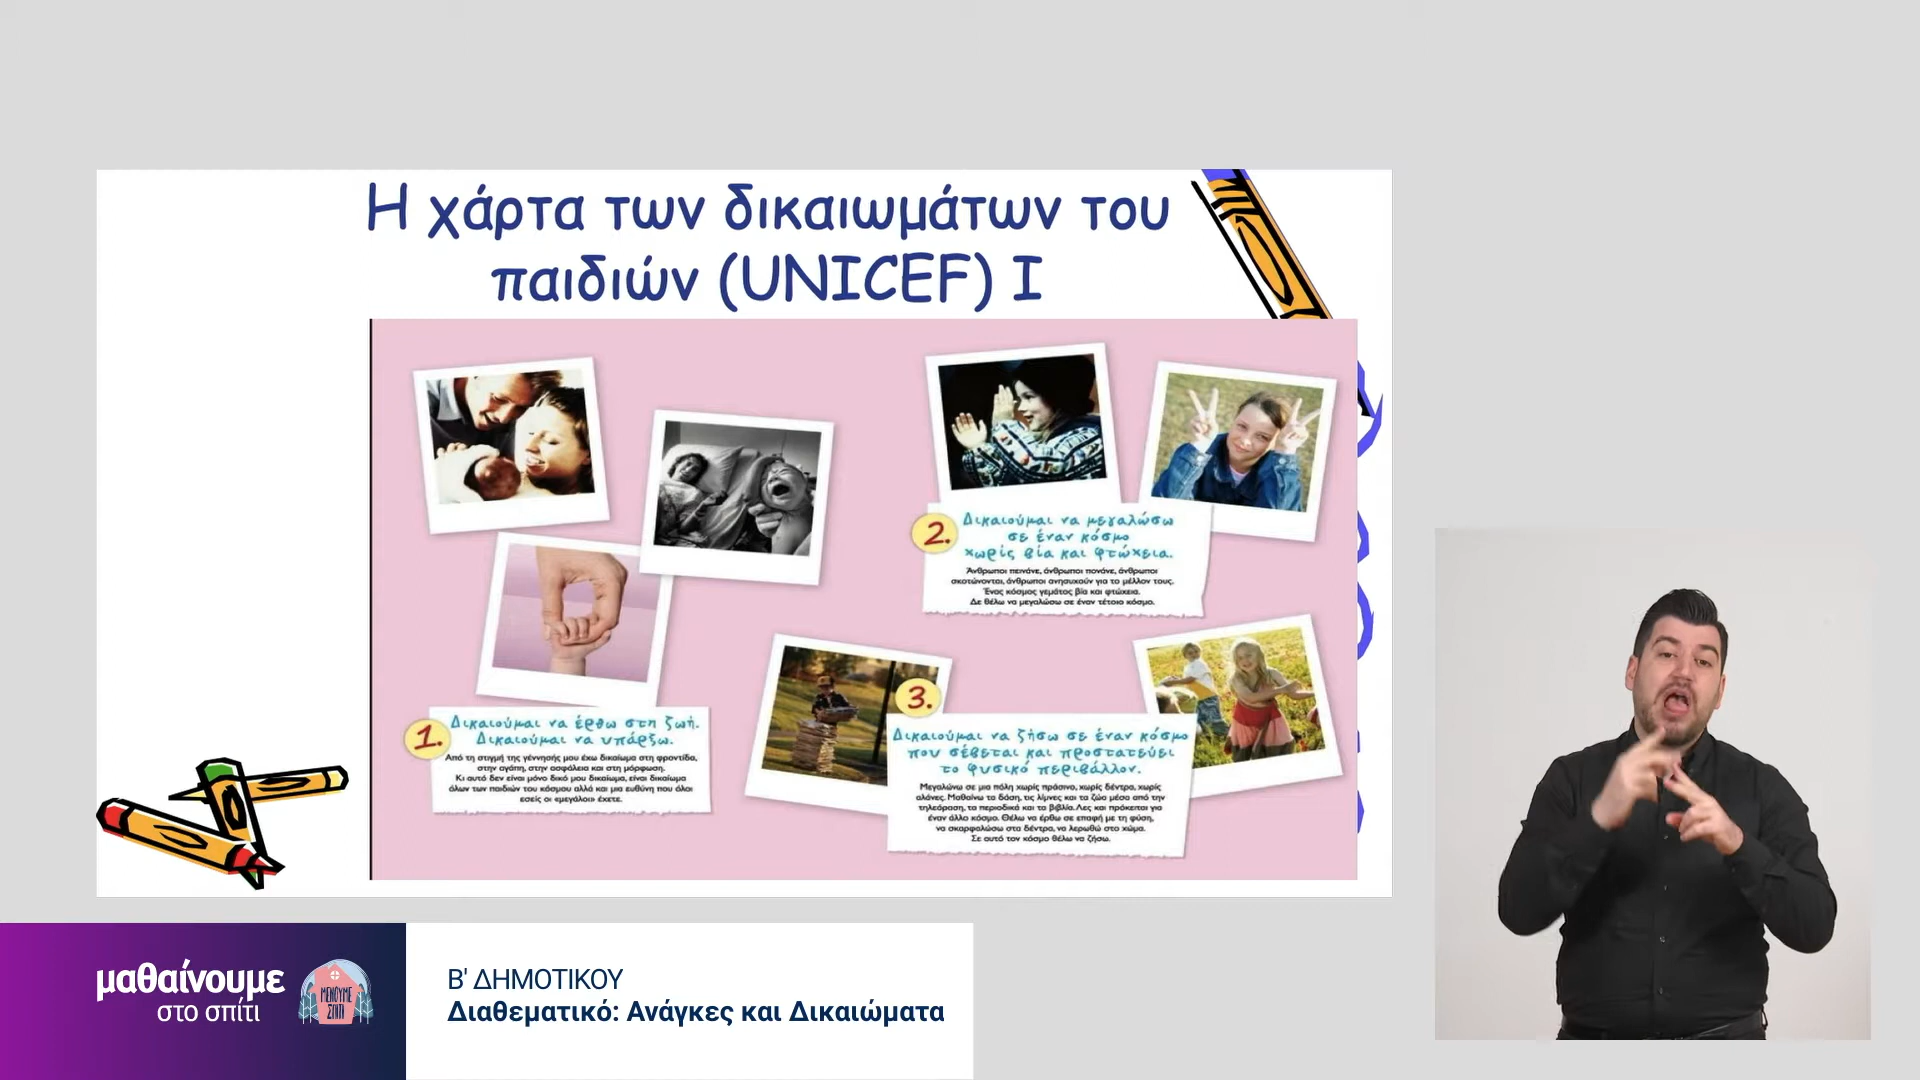 Η χάρτα των δικαιωμάτων του
παιδιών (UNICEF) I
1.
Δικαιούμαι να έρθω στη ζωή.
Δικαιούμαι να υπάρξω.
Από τη στιγμή της γέννησής μου έχω δικαίωμα στη φροντίδα,
στην αγάπη, στην ασφάλεια και στη μόρφωση.
Κι αυτό δεν είναι μόνο δικό μου δικαίωμα, είναι δικαίωμα
όλων των παιδιών του κόσμου αλλά και μια ευθύνη που όλοι
εσείς οι «μεγάλοι» έχετε.
2.
Δικαιούμαι να μεγαλώσω
σε έναν κόσμο
χωρίς βία και φτώχεια.
Άνθρωποι πεινάνε, άνθρωποι πονάνε, άνθρωποι
σκοτώνονται, άνθρωποι ανησυχούν για το μέλλον τους.
Ένας κόσμος γεμάτος βία και φτώχεια.
Δε θέλω να μεγαλώσω σε έναν τέτοιο κόσμο.
3.
Δικαιούμαι να ζήσω σε έναν κόσμο
που σέβεται και προστατεύει
το φυσικό περιβάλλον.
Μεγαλώνω σε μια πόλη χωρίς πράσινο, χωρίς δέντρα, χωρίς
αλάνες. Μαθαίνω τα δάση, τις λίμνες και τα ζώα μέσα από την
τηλεόραση, τα περιοδικά και τα βιβλία. Λες και πρόκειται για
έναν άλλο κόσμο. Θέλω να έρθω σε επαφή με τη φύση,
να σκαρφαλώσω στα δέντρα, να λερωθώ στο χώμα.
Σε αυτό τον κόσμο θέλω να ζήσω.
μαθαίνουμε
στο σπίτι
ΜΕΝΟΥΜΕ
ΣΠΙΤΙ
Β' ΔΗΜΟΤΙΚΟΥ
Διαθεματικό: Ανάγκες και Δικαιώματα